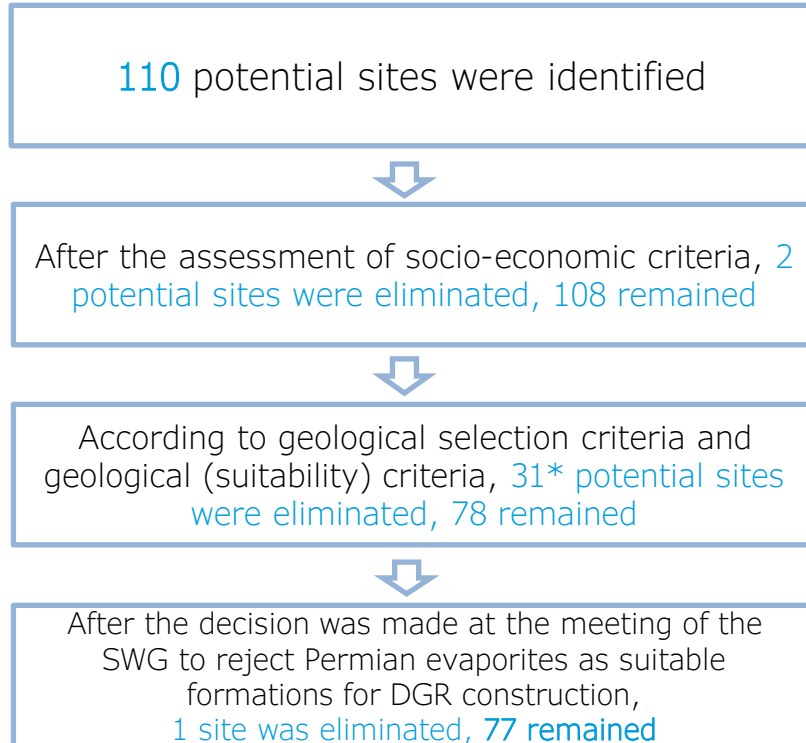 110 potential sites were identified
After the assessment of socio-economic criteria, 2
potential sites were eliminated, 108 remained
According to geological selection criteria and
geological (suitability) criteria, 31* potential sites
were eliminated, 78 remained
After the decision was made at the meeting of the
SWG to reject Permian evaporites as suitable
formations for DGR construction,
1 site was eliminated, 77 remained